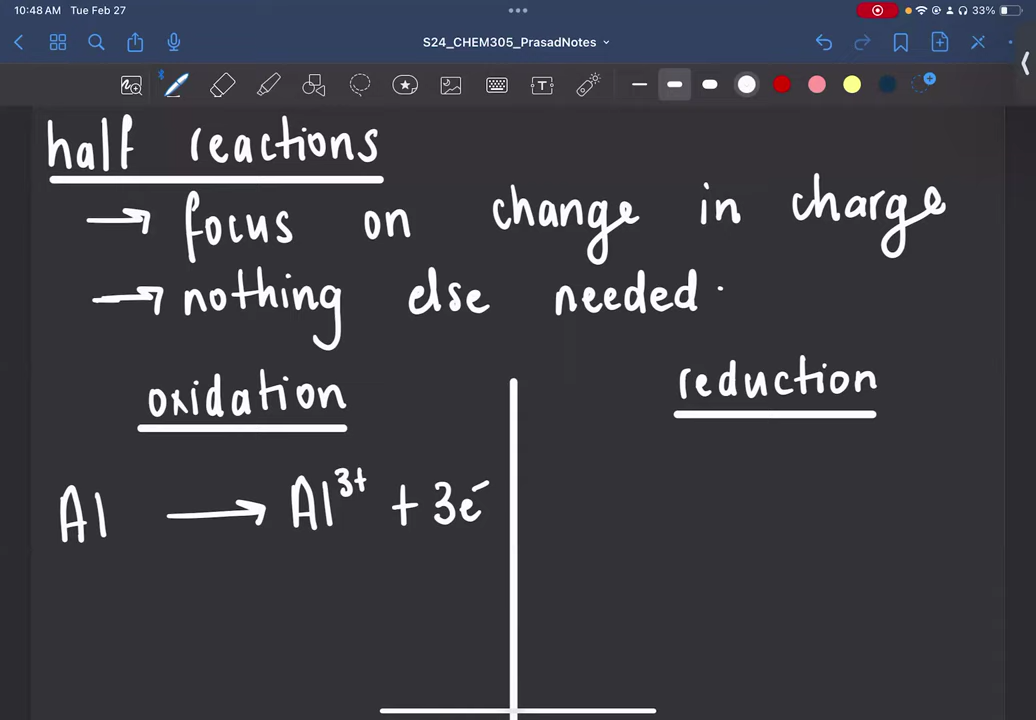 10:48 AM Tue Feb 27
33%
S24_CHEM305_PrasadNotes
half reactions
→ focus on change in charge
→ nothing else needed.
oxidation
reduction
Al → Al³⁺ + 3e⁻